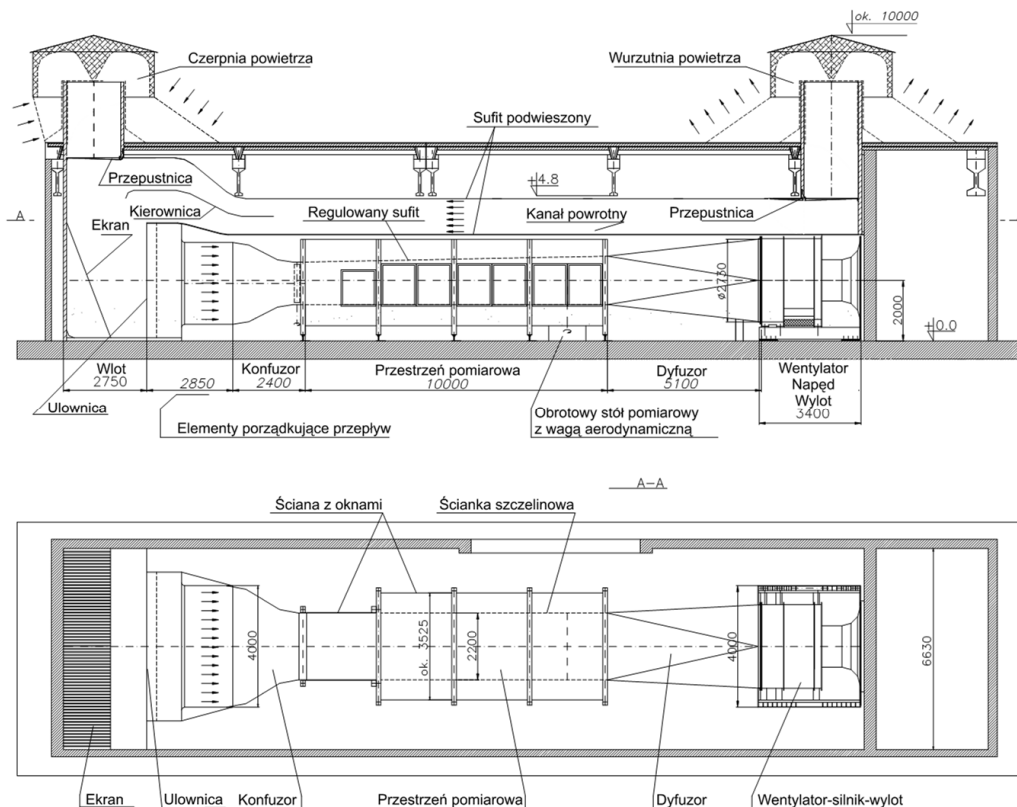 ok. 10000
Czerpnia powietrza
Wurzutnia powietrza
Sufit podwieszony
Przepustnica
+4.8
Kierownica
Regulowany sufit
Kanał powrotny
Przepustnica
A
Ekran
ø2730
2000
+0.0
Wlot
2750
2850
Konfuzor
2400
Przestrzeń pomiarowa
10000
Dyfuzor
5100
Wentylator
Napęd
Wylot
3400
Ulownica
Elementy porządkujące przepływ
Obrotowy stół pomiarowy
z wagą aerodynamiczną
A-A
Ściana z oknami
Ścianka szczelinowa
4000
ok. 3525
2200
4000
6630
Ekran
Ulownica
Konfuzor
Przestrzeń pomiarowa
Dyfuzor
Wentylator-silnik-wylot